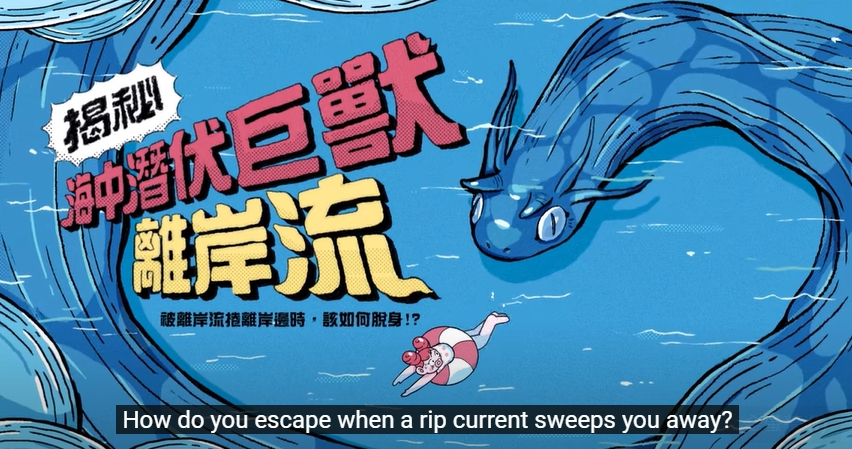 揭秘
海中潛伏巨獸
離岸流
被離岸流捲離岸邊時，該如何脫身!?
How do you escape when a rip current sweeps you away?